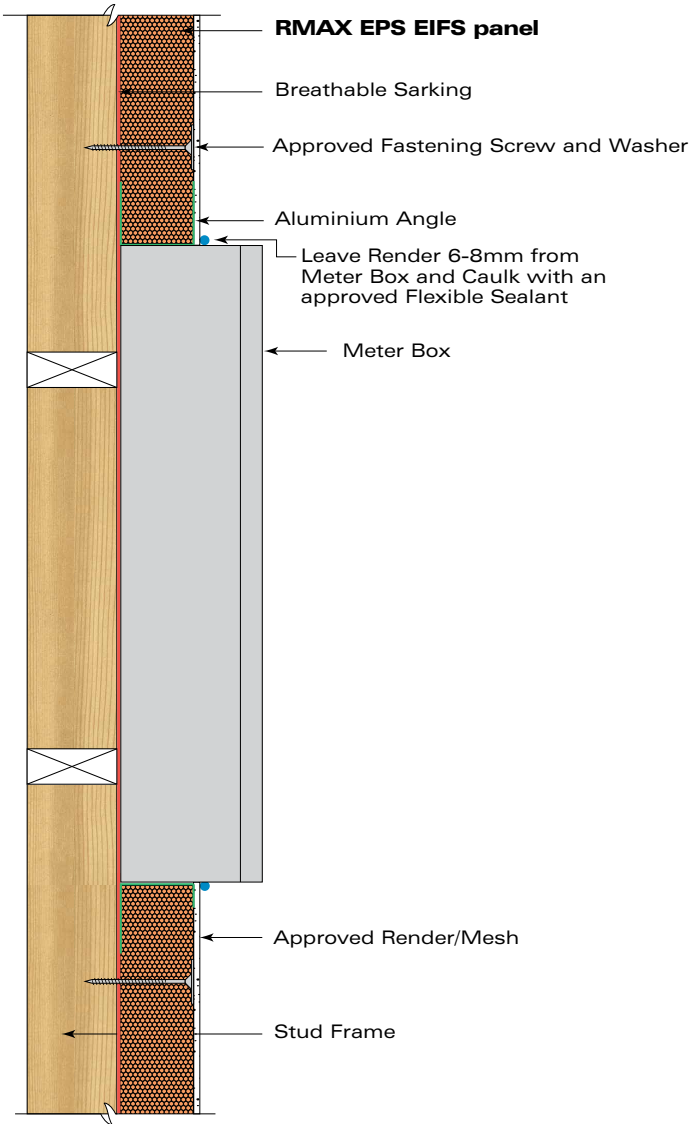 RMAX EPS EIFS panel
Breathable Sarking
Approved Fastening Screw and Washer
Aluminium Angle
Leave Render 6-8mm from
Meter Box and Caulk with an
approved Flexible Sealant
Meter Box
Approved Render/Mesh
Stud Frame